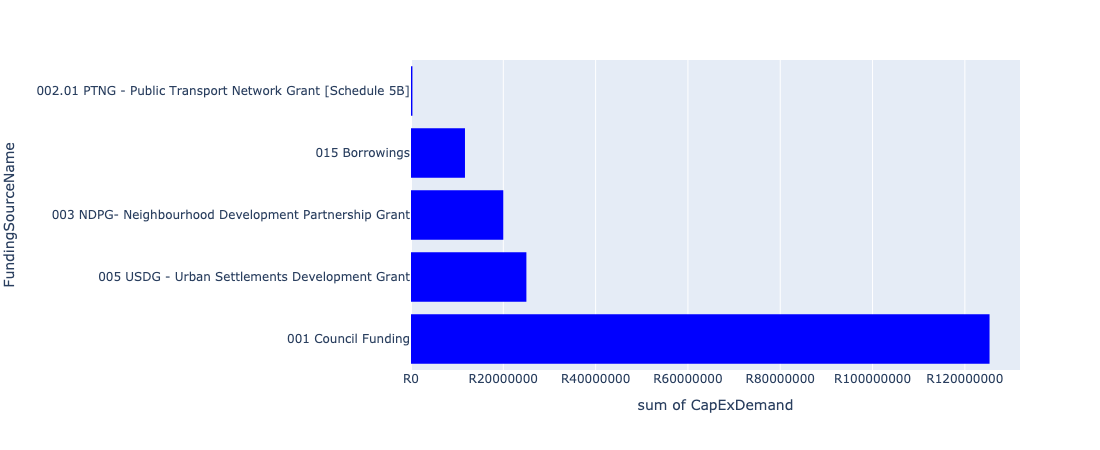 FundingSourceName
002.01 PTNG - Public Transport Network Grant [Schedule 5B]
015 Borrowings
003 NDPG- Neighbourhood Development Partnership Grant
005 USDG - Urban Settlements Development Grant
001 Council Funding
R0 R20000000 R40000000 R60000000 R80000000 R100000000 R120000000
sum of CapExDemand